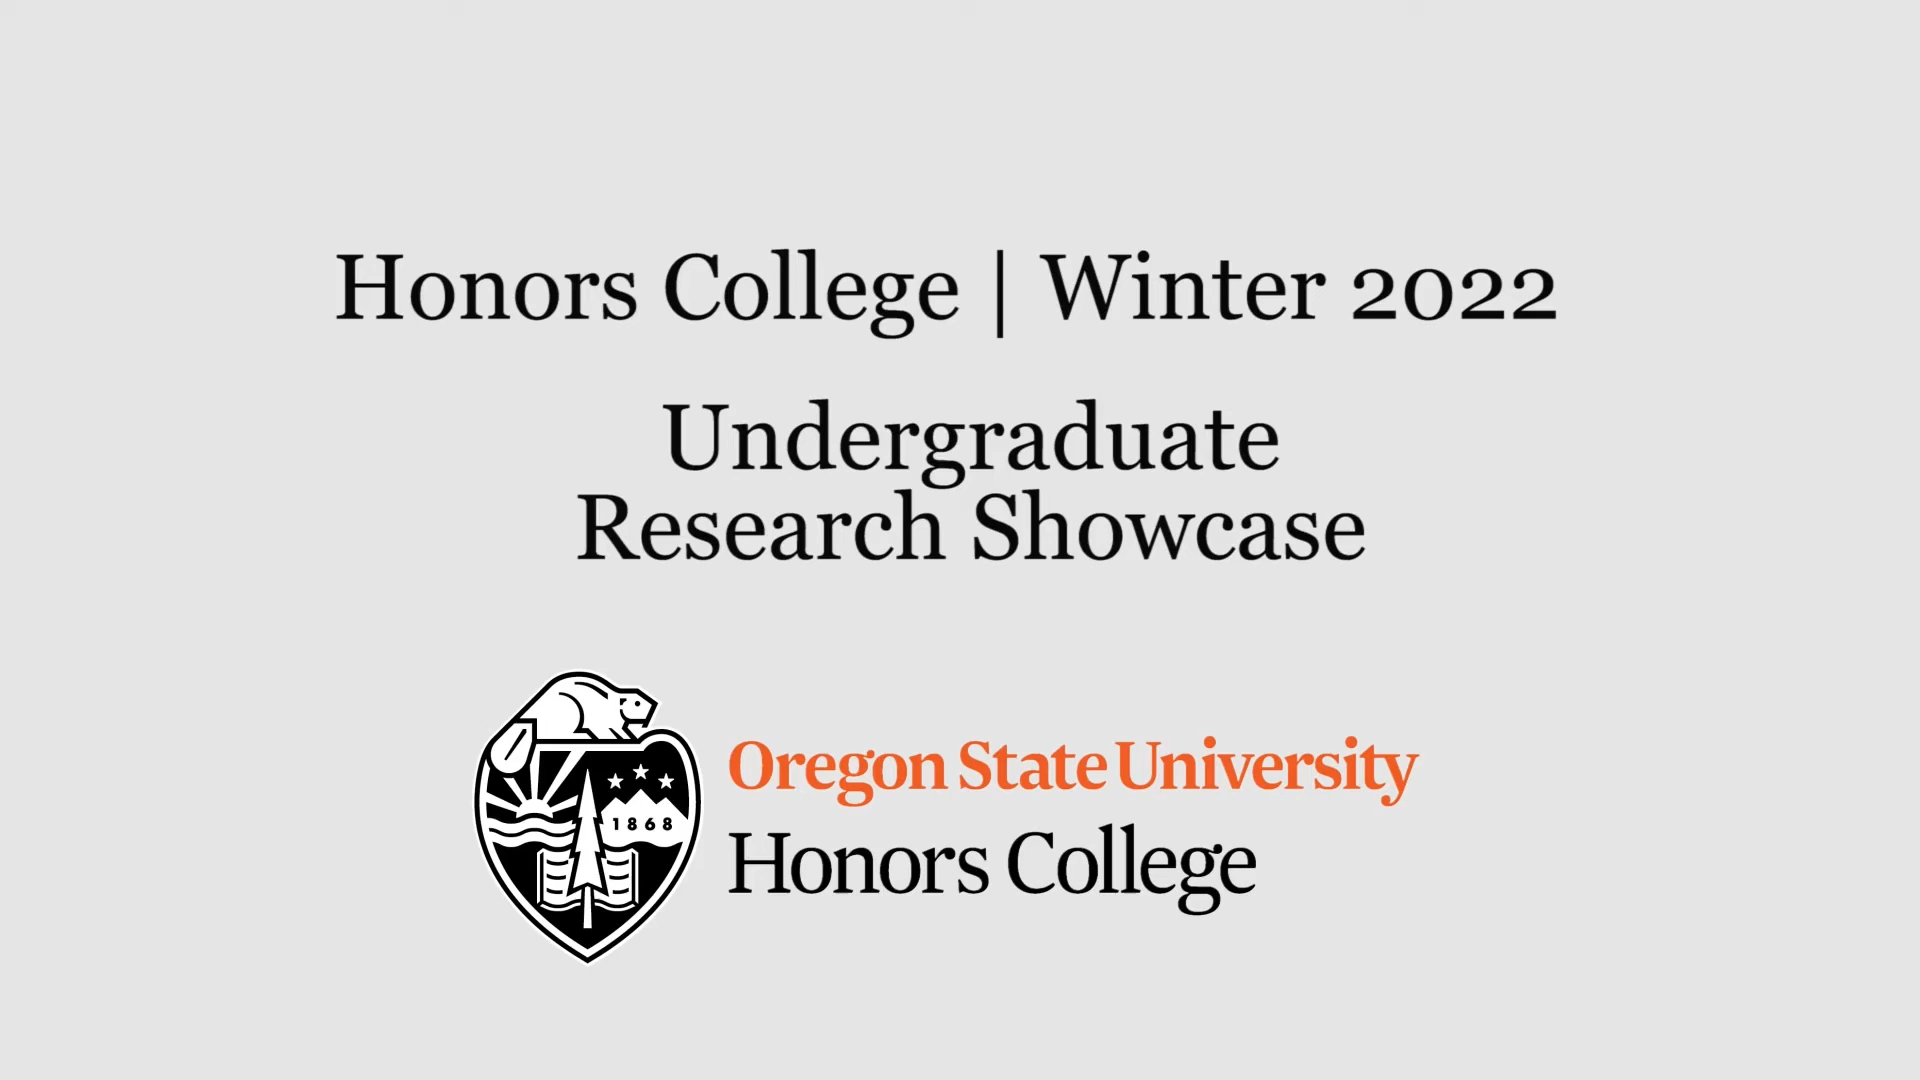 Honors College | Winter 2022
Undergraduate
Research Showcase
1868
Oregon State University
Honors College